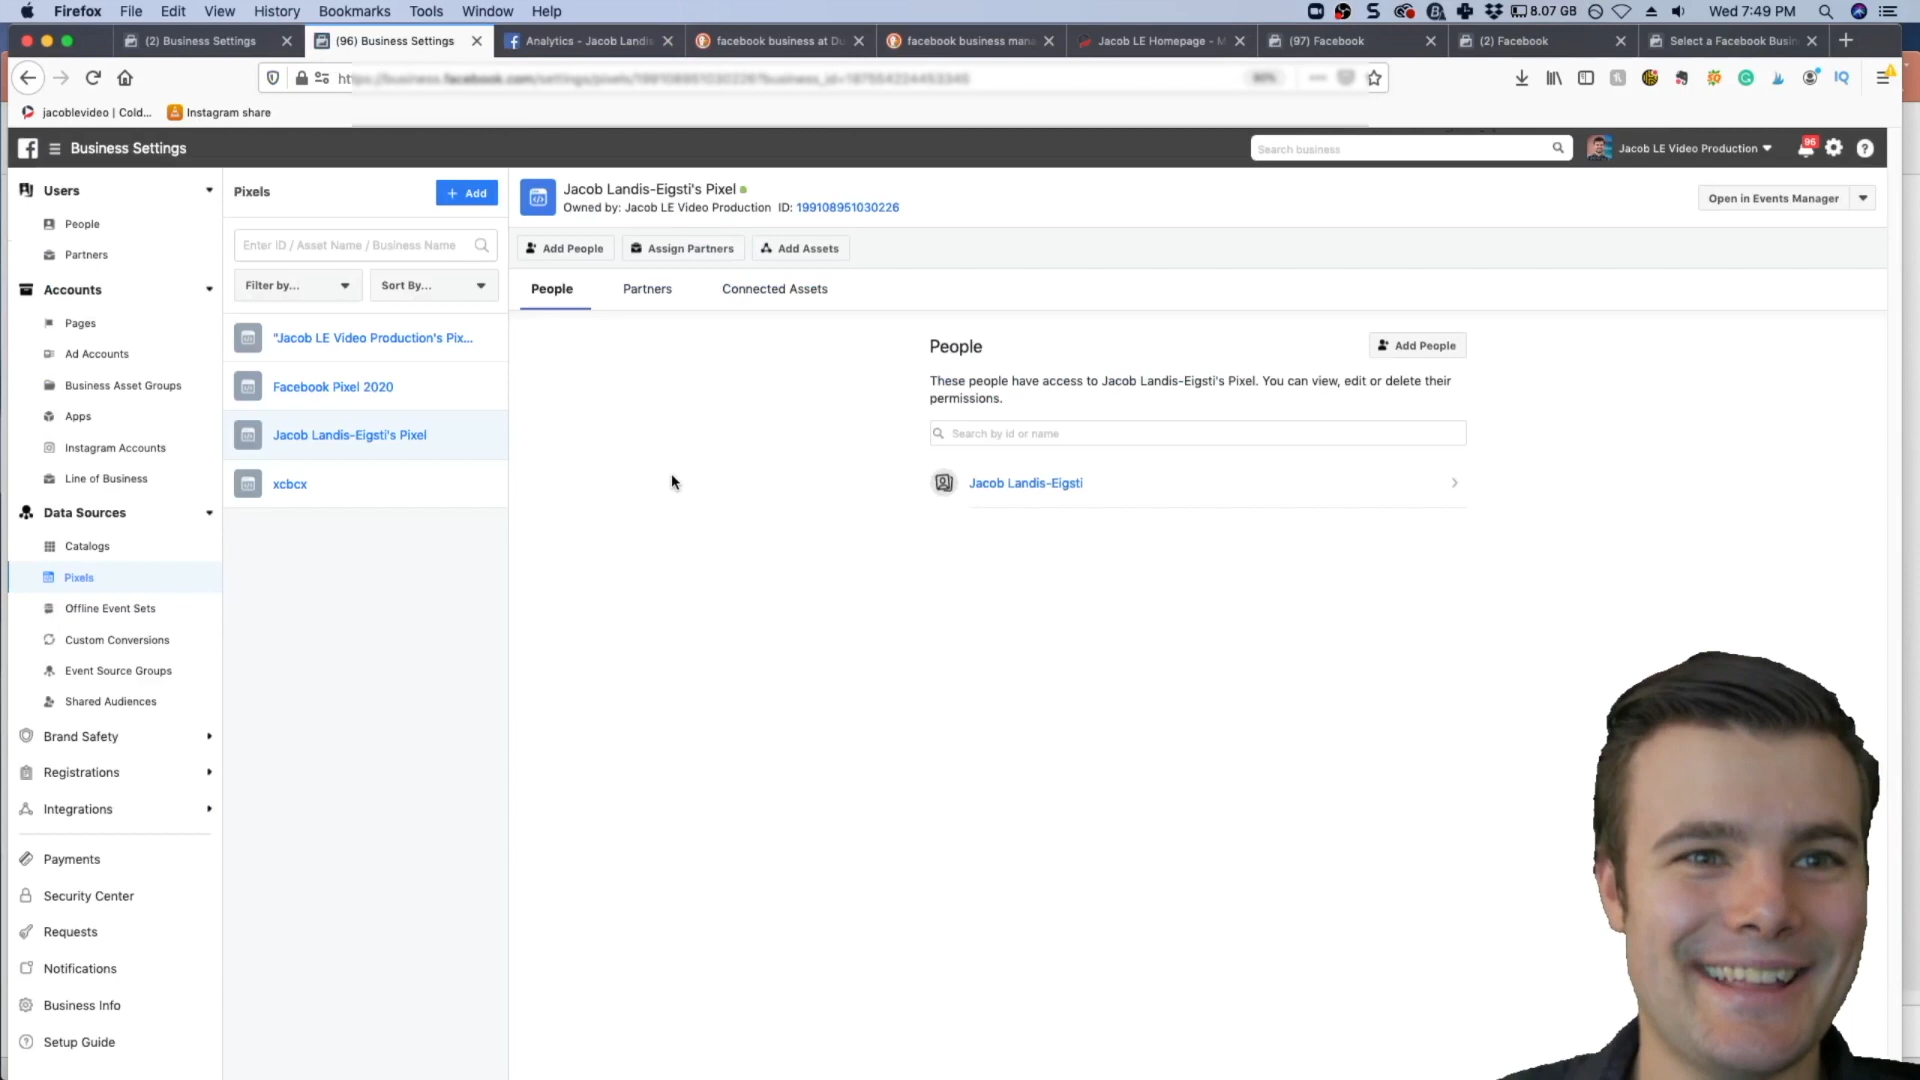 Firefox File Edit View History Bookmarks Tools Window Help 8.07 GB Wed 7:49 PM
(2) Business Settings (96) Business Settings Analytics - Jacob Landis facebook business at Du facebook business mana Jacob LE Homepage - M (97) Facebook (2) Facebook Select a Facebook Busin
jacoblevideo | Cold... Instagram share
Business Settings
Search business
Jacob LE Video Production
96
Users
People
Partners
Accounts
Pages
Ad Accounts
Business Asset Groups
Apps
Instagram Accounts
Line of Business
Data Sources
Catalogs
Pixels
Offline Event Sets
Custom Conversions
Event Source Groups
Shared Audiences
Brand Safety
Registrations
Integrations
Payments
Security Center
Requests
Notifications
Business Info
Setup Guide
Pixels
+ Add
Enter ID / Asset Name / Business Name
Filter by... Sort By...
"Jacob LE Video Production's Pix...
Facebook Pixel 2020
Jacob Landis-Eigsti's Pixel
xcbcx
Jacob Landis-Eigsti's Pixel
Owned by: Jacob LE Video Production ID: 199108951030226
Open in Events Manager
Add People Assign Partners Add Assets
People Partners Connected Assets
People
Add People
These people have access to Jacob Landis-Eigsti's Pixel. You can view, edit or delete their
permissions.
Search by id or name
Jacob Landis-Eigsti